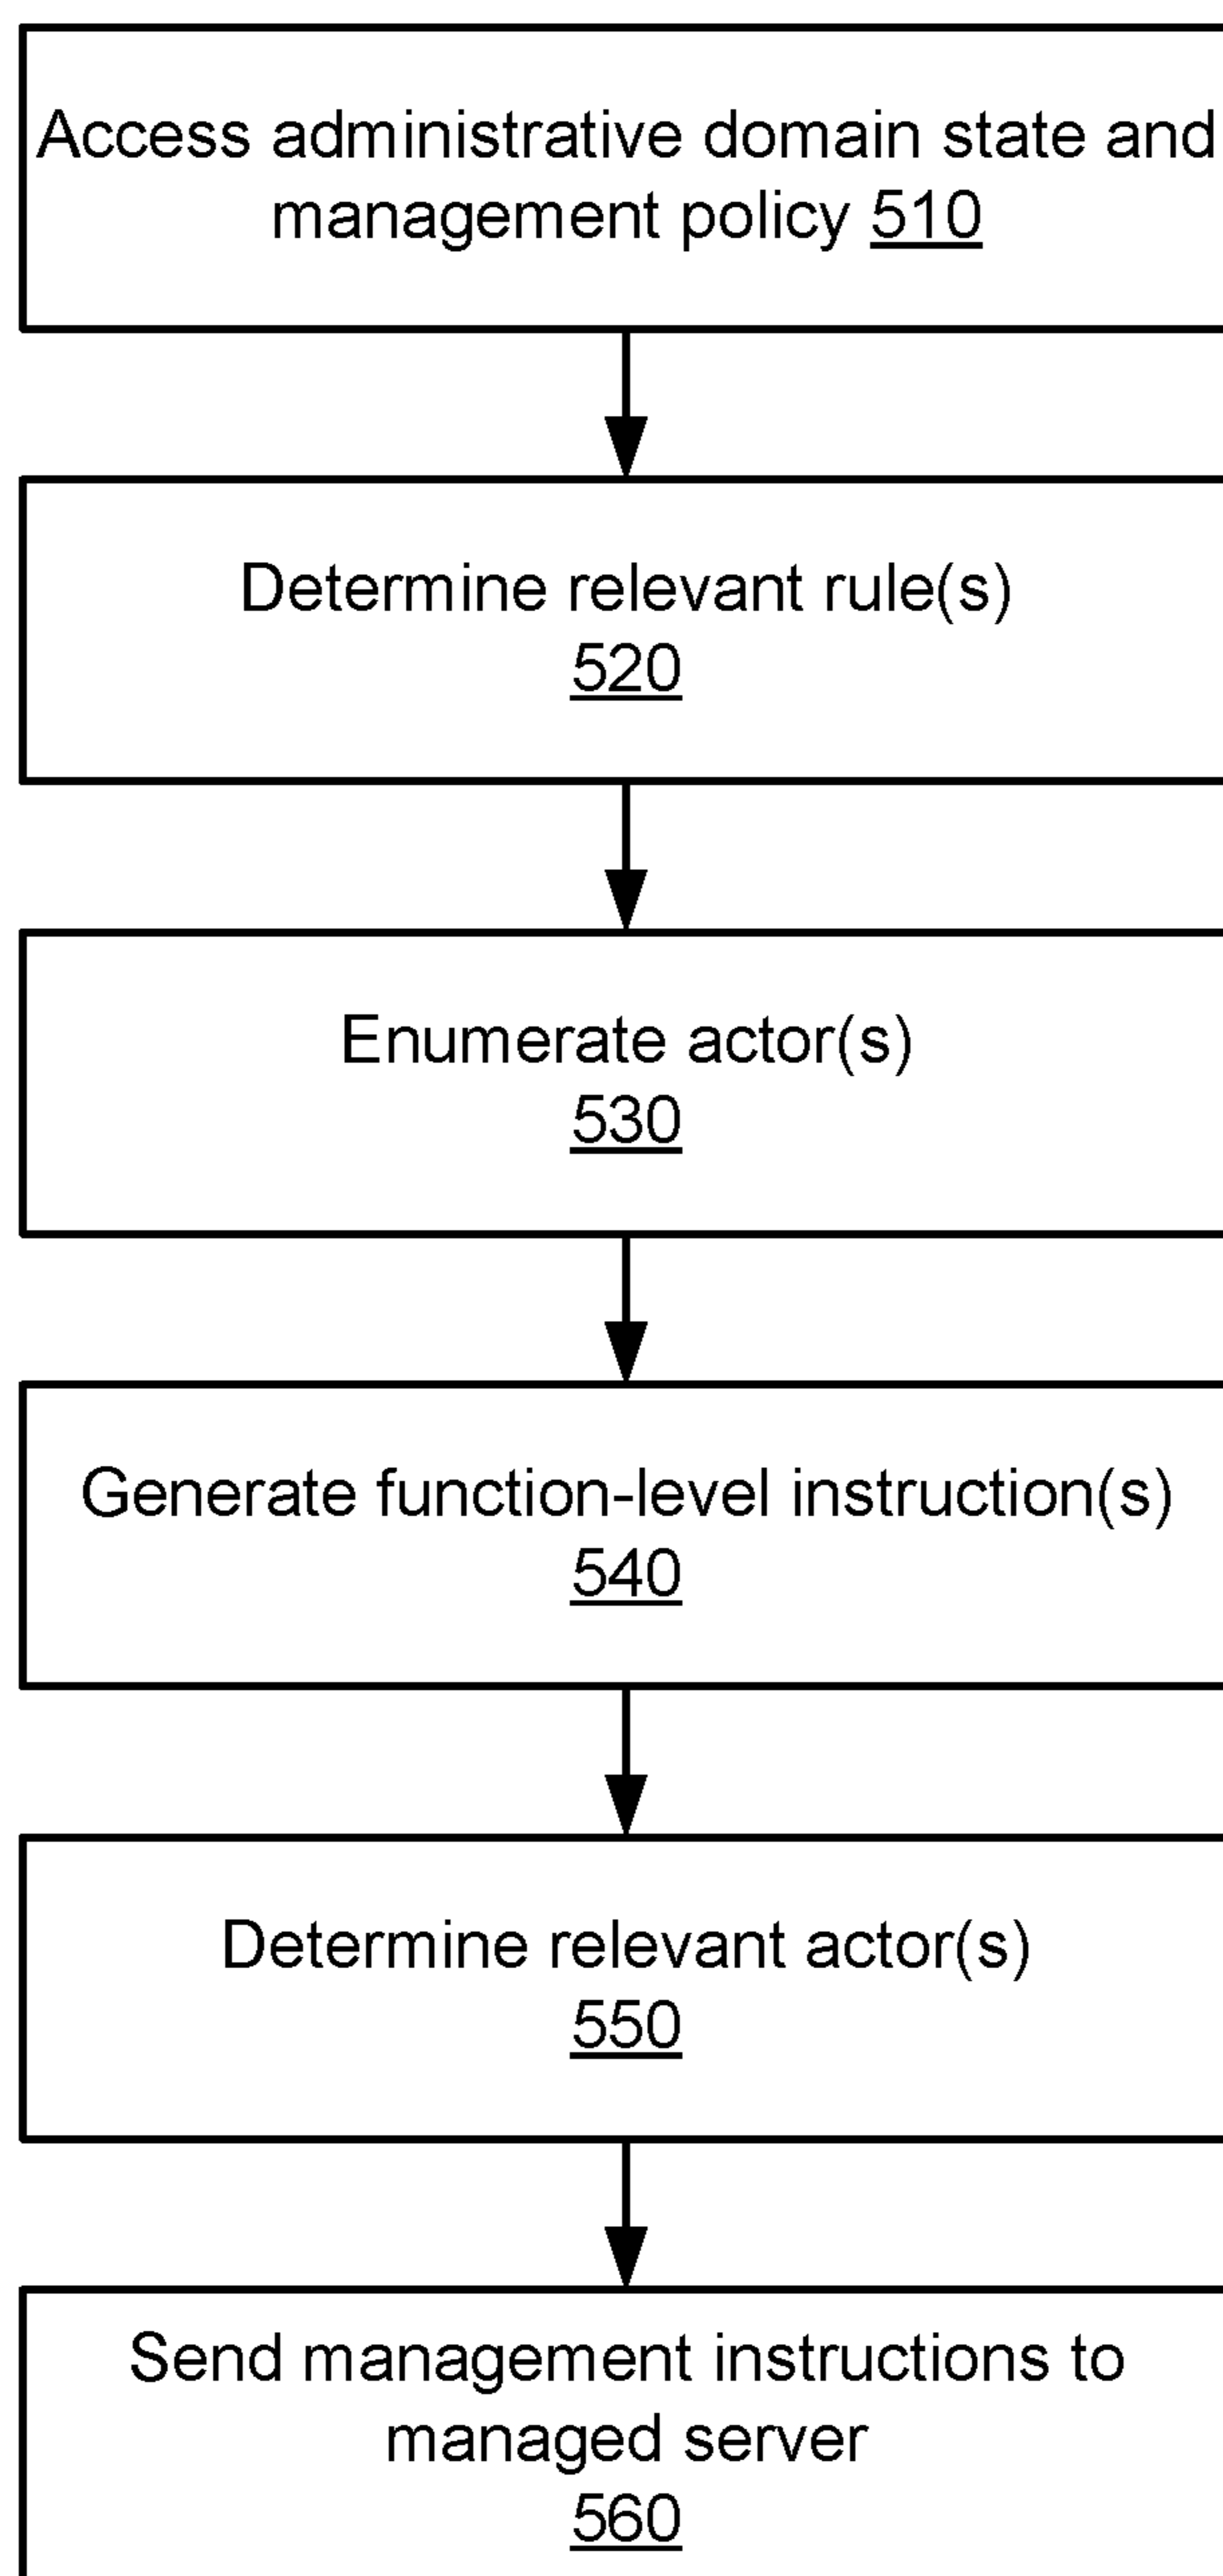 Access administrative domain state and
management policy 510
Determine relevant rule(s)
520
Enumerate actor(s)
530
Generate function-level instruction(s)
540
Determine relevant actor(s)
550
Send management instructions to
managed server
560